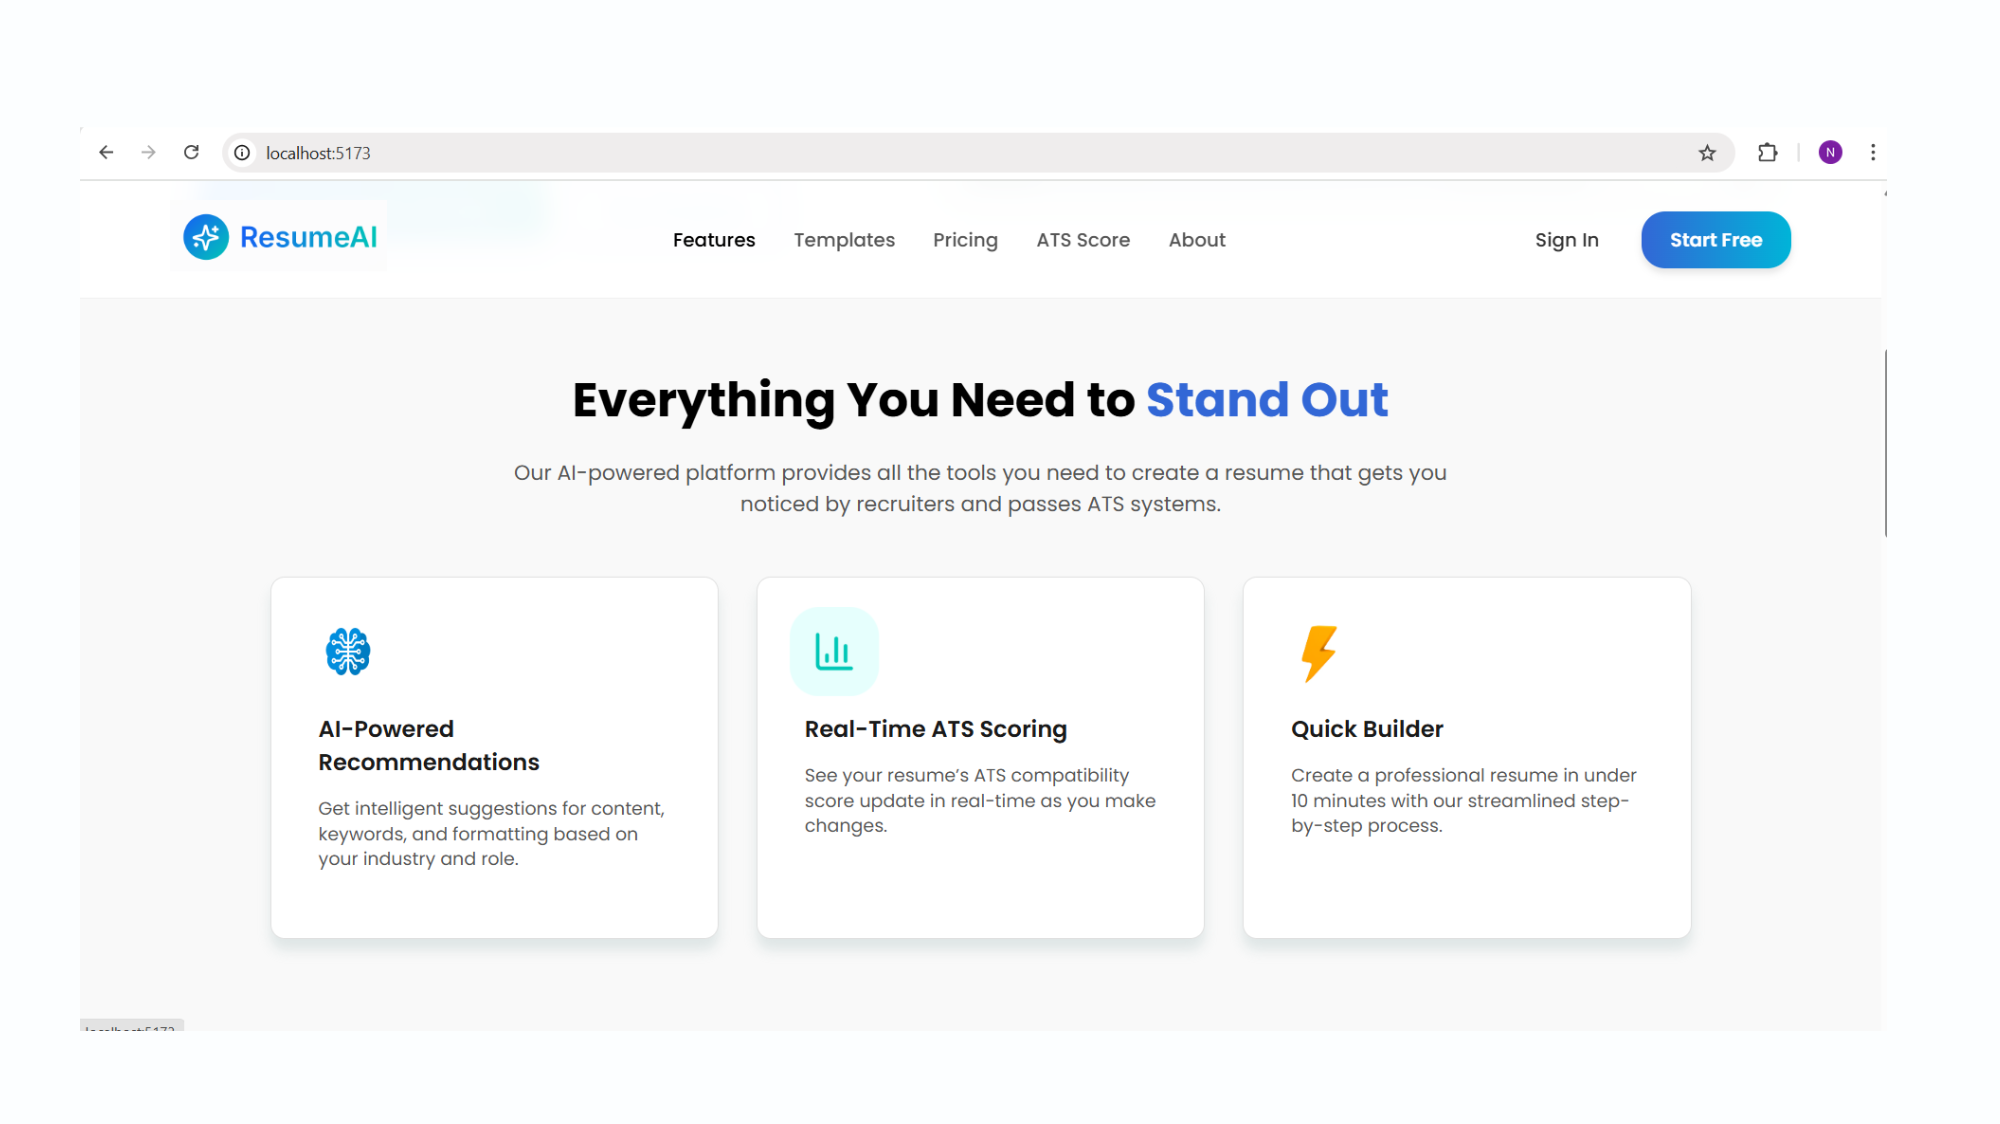 localhost:5173
N
ResumeAI
Features
Templates
Pricing
ATS Score
About
Sign In
Start Free
Everything You Need to Stand Out
Our AI-powered platform provides all the tools you need to create a resume that gets you
noticed by recruiters and passes ATS systems.
AI-Powered
Recommendations
Get intelligent suggestions for content,
keywords, and formatting based on
your industry and role.
Real-Time ATS Scoring
See your resume’s ATS compatibility
score update in real-time as you make
changes.
Quick Builder
Create a professional resume in under
10 minutes with our streamlined step-
by-step process.
localhost:5173